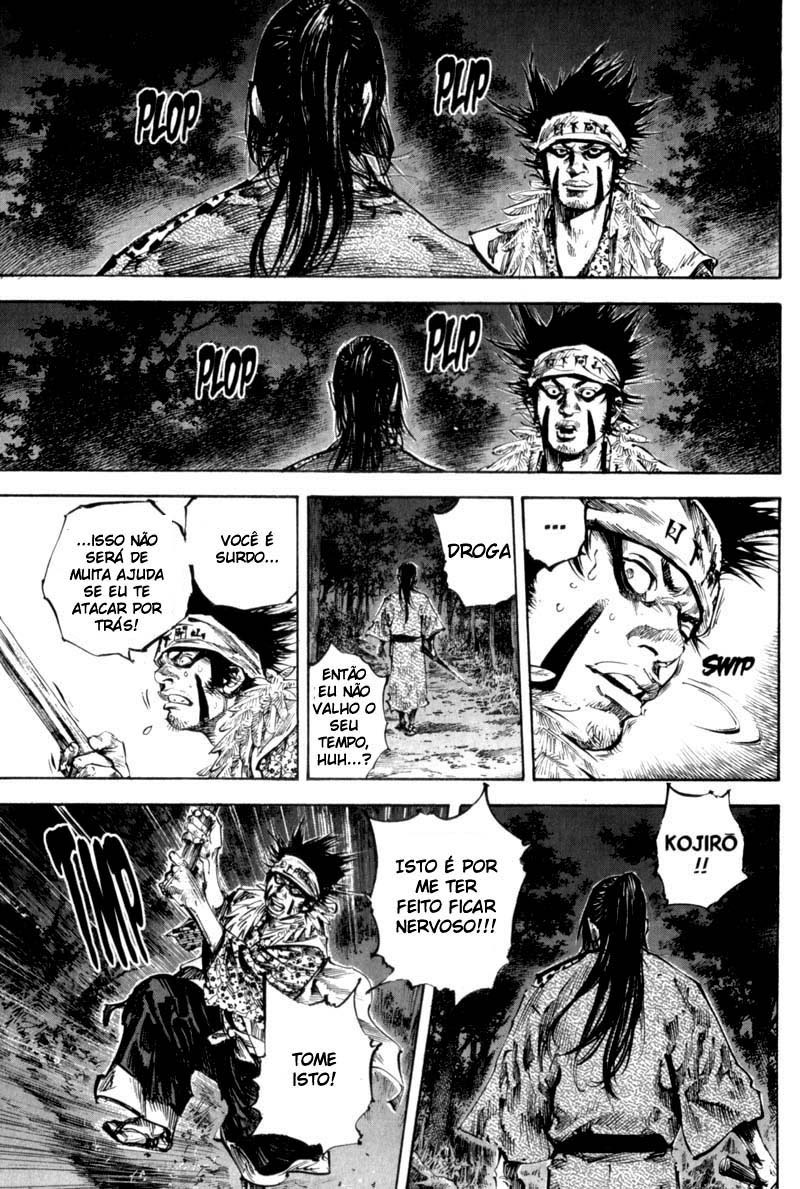 PLIP
PLOP
PLIP
PLOP
...
SWIP
DROGA
ENTÃO
EU NÃO
VALHO O
SEU
TEMPO,
HUH...?
VOCÊ É
SURDO...
...ISSO NÃO
SERÁ DE
MUITA AJUDA
SE EU TE
ATACAR POR
TRÁS!
KOJIRŌ
!!
ISTO É POR
ME TER
FEITO FICAR
NERVOSO!!!
TMP
TOME
ISTO!